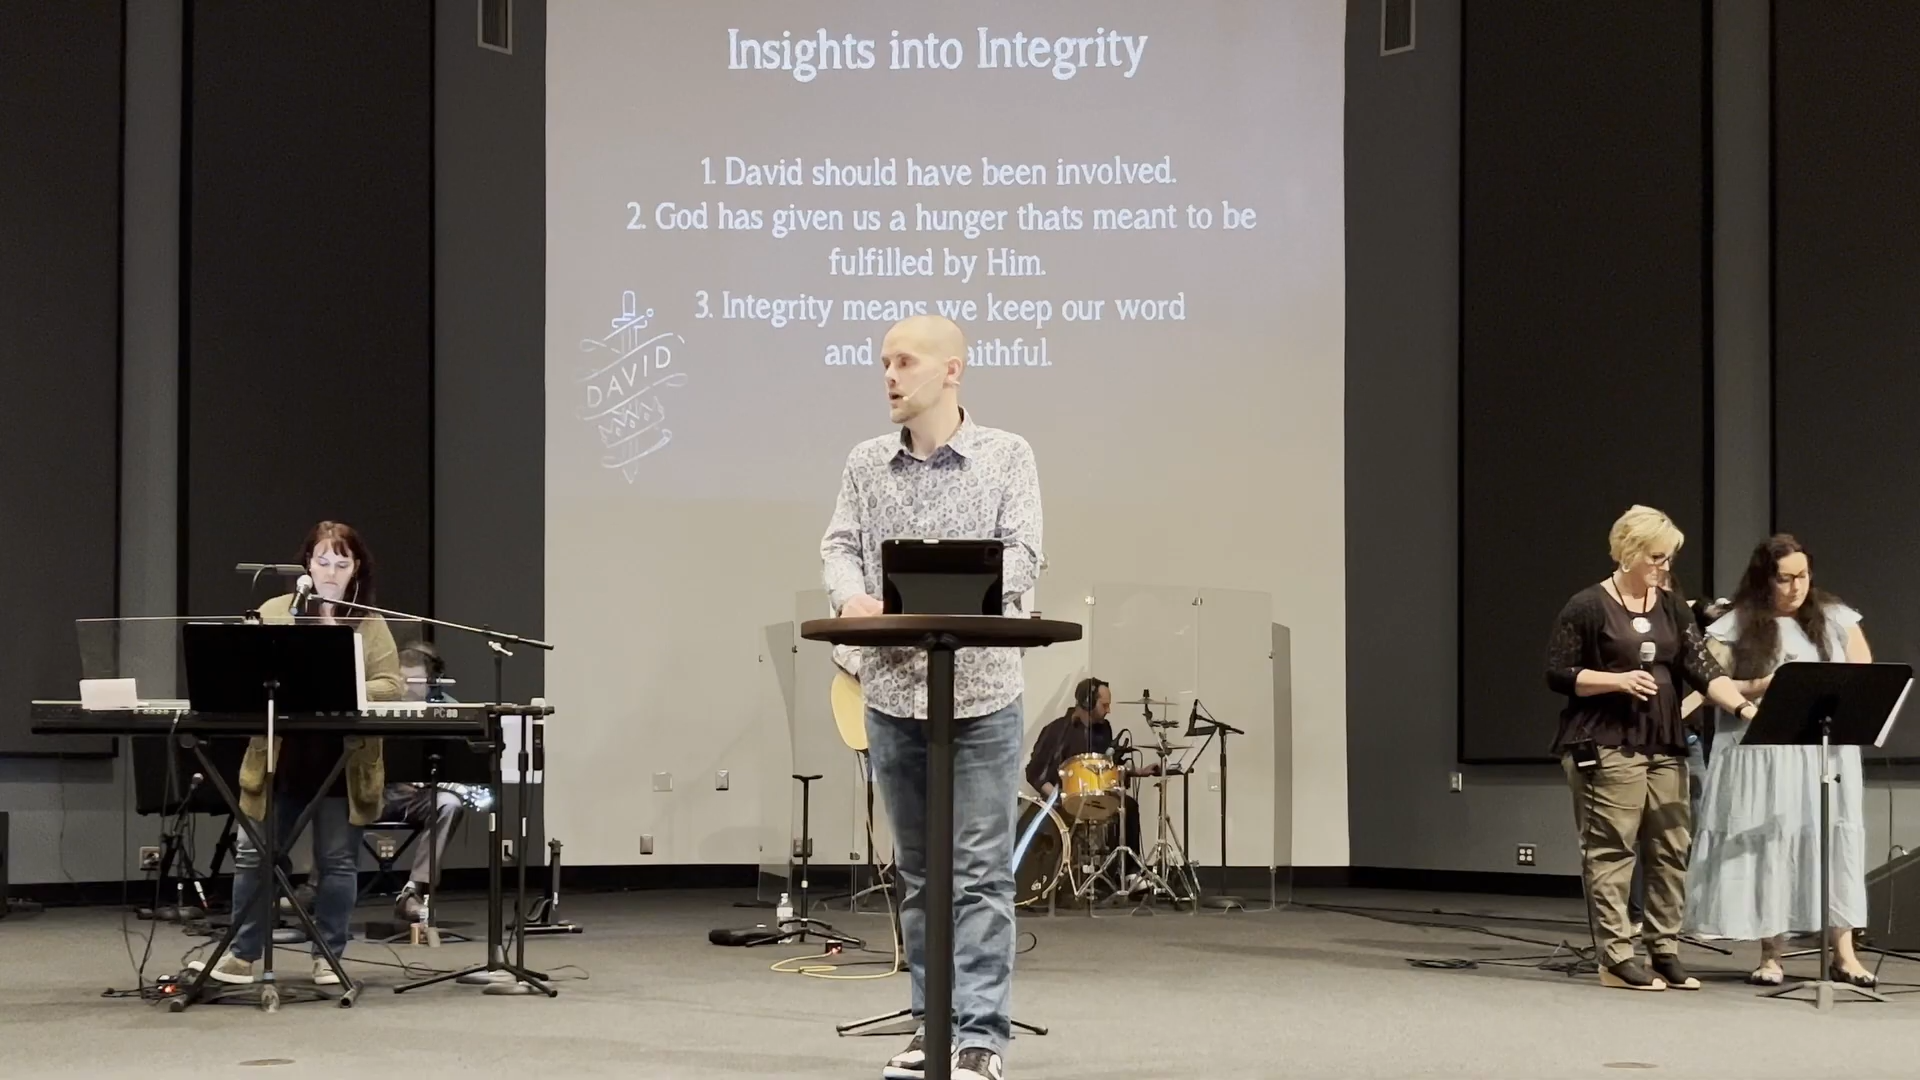 Insights into Integrity
1. David should have been involved.
2. God has given us a hunger thats meant to be
fulfilled by Him.
3. Integrity means we keep our word
and aithful.
DAVID
KURZWEIL PC88